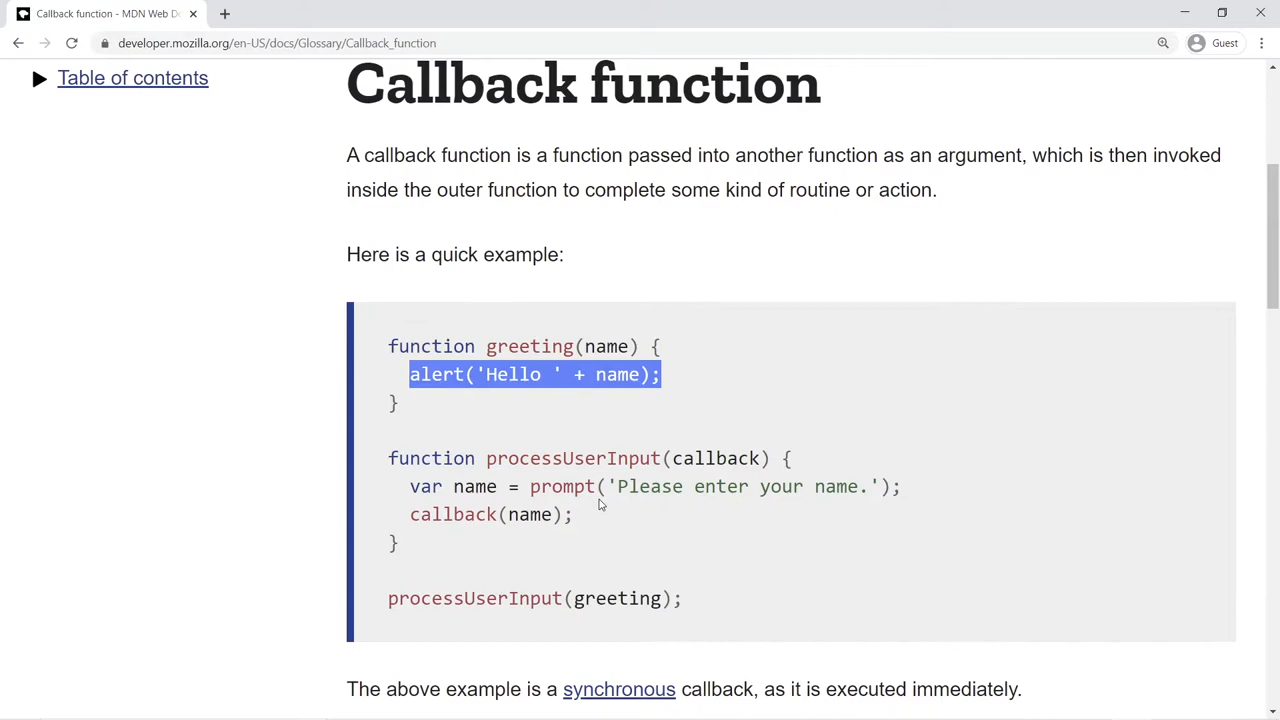 Callback function - MDN Web Do
developer.mozilla.org/en-US/docs/Glossary/Callback_function
Guest
Table of contents
Callback function
A callback function is a function passed into another function as an argument, which is then invoked
inside the outer function to complete some kind of routine or action.
Here is a quick example:
function greeting(name) {
alert('Hello ' + name);
}
function processUserInput(callback) {
var name = prompt('Please enter your name.');
callback(name);
}
processUserInput(greeting);
The above example is a synchronous callback, as it is executed immediately.